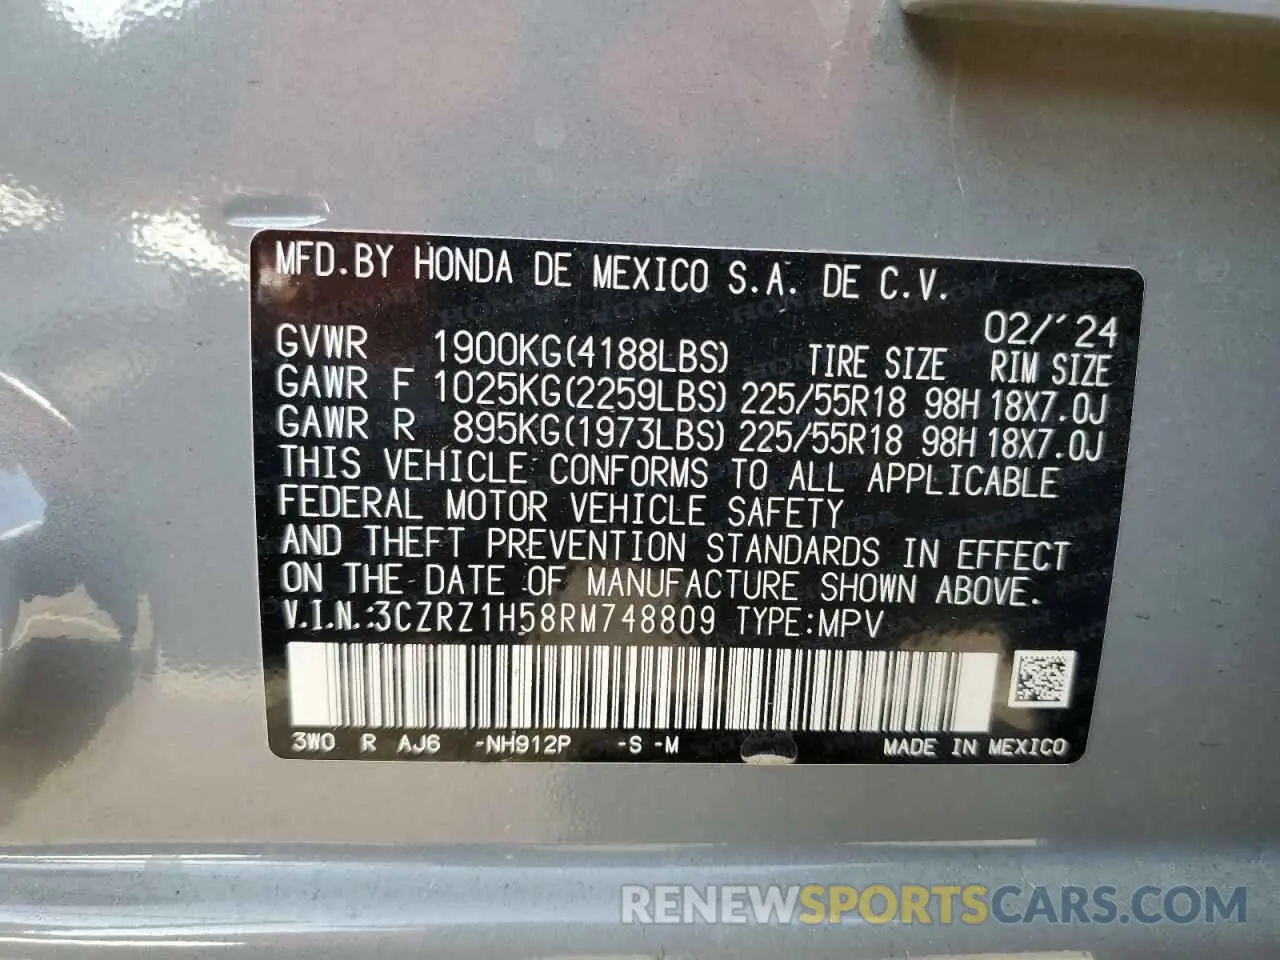 MFD.BY HONDA DE MEXICO S.A. DE C.V.
02/'24
GVWR 1900KG(4188LBS) TIRE SIZE RIM SIZE
GAWR F 1025KG(2259LBS) 225/55R18 98H 18X7.0J
GAWR R 895KG(1973LBS) 225/55R18 98H 18X7.0J
THIS VEHICLE CONFORMS TO ALL APPLICABLE
FEDERAL MOTOR VEHICLE SAFETY
AND THEFT PREVENTION STANDARDS IN EFFECT
ON THE DATE OF MANUFACTURE SHOWN ABOVE.
V.I.N.:3CZRZ1H58RM748809 TYPE:MPV
3W0 R AJ6 -NH912P -S -M MADE IN MEXICO
RENEWSPORTSCARS.COM